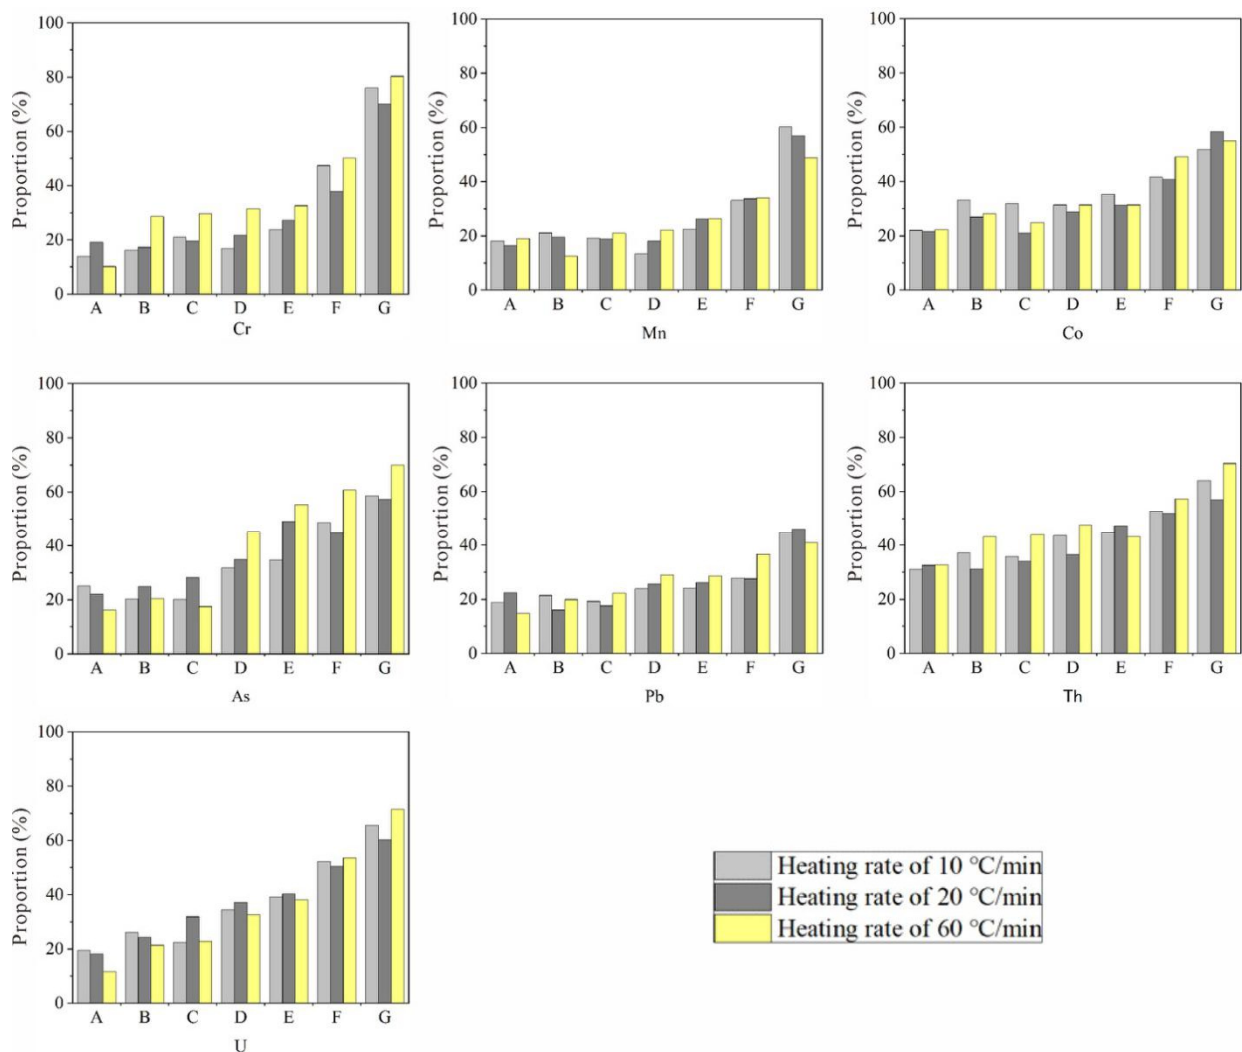 Proportion (%)
100
80
60
40
20
0
A B C D E F G
Cr
Proportion (%)
100
80
60
40
20
0
A B C D E F G
Mn
Proportion (%)
100
80
60
40
20
0
A B C D E F G
Co
Proportion (%)
100
80
60
40
20
0
A B C D E F G
As
Proportion (%)
100
80
60
40
20
0
A B C D E F G
Pb
Proportion (%)
100
80
60
40
20
0
A B C D E F G
Th
Proportion (%)
100
80
60
40
20
0
A B C D E F G
U
Heating rate of 10 °C/min
Heating rate of 20 °C/min
Heating rate of 60 °C/min